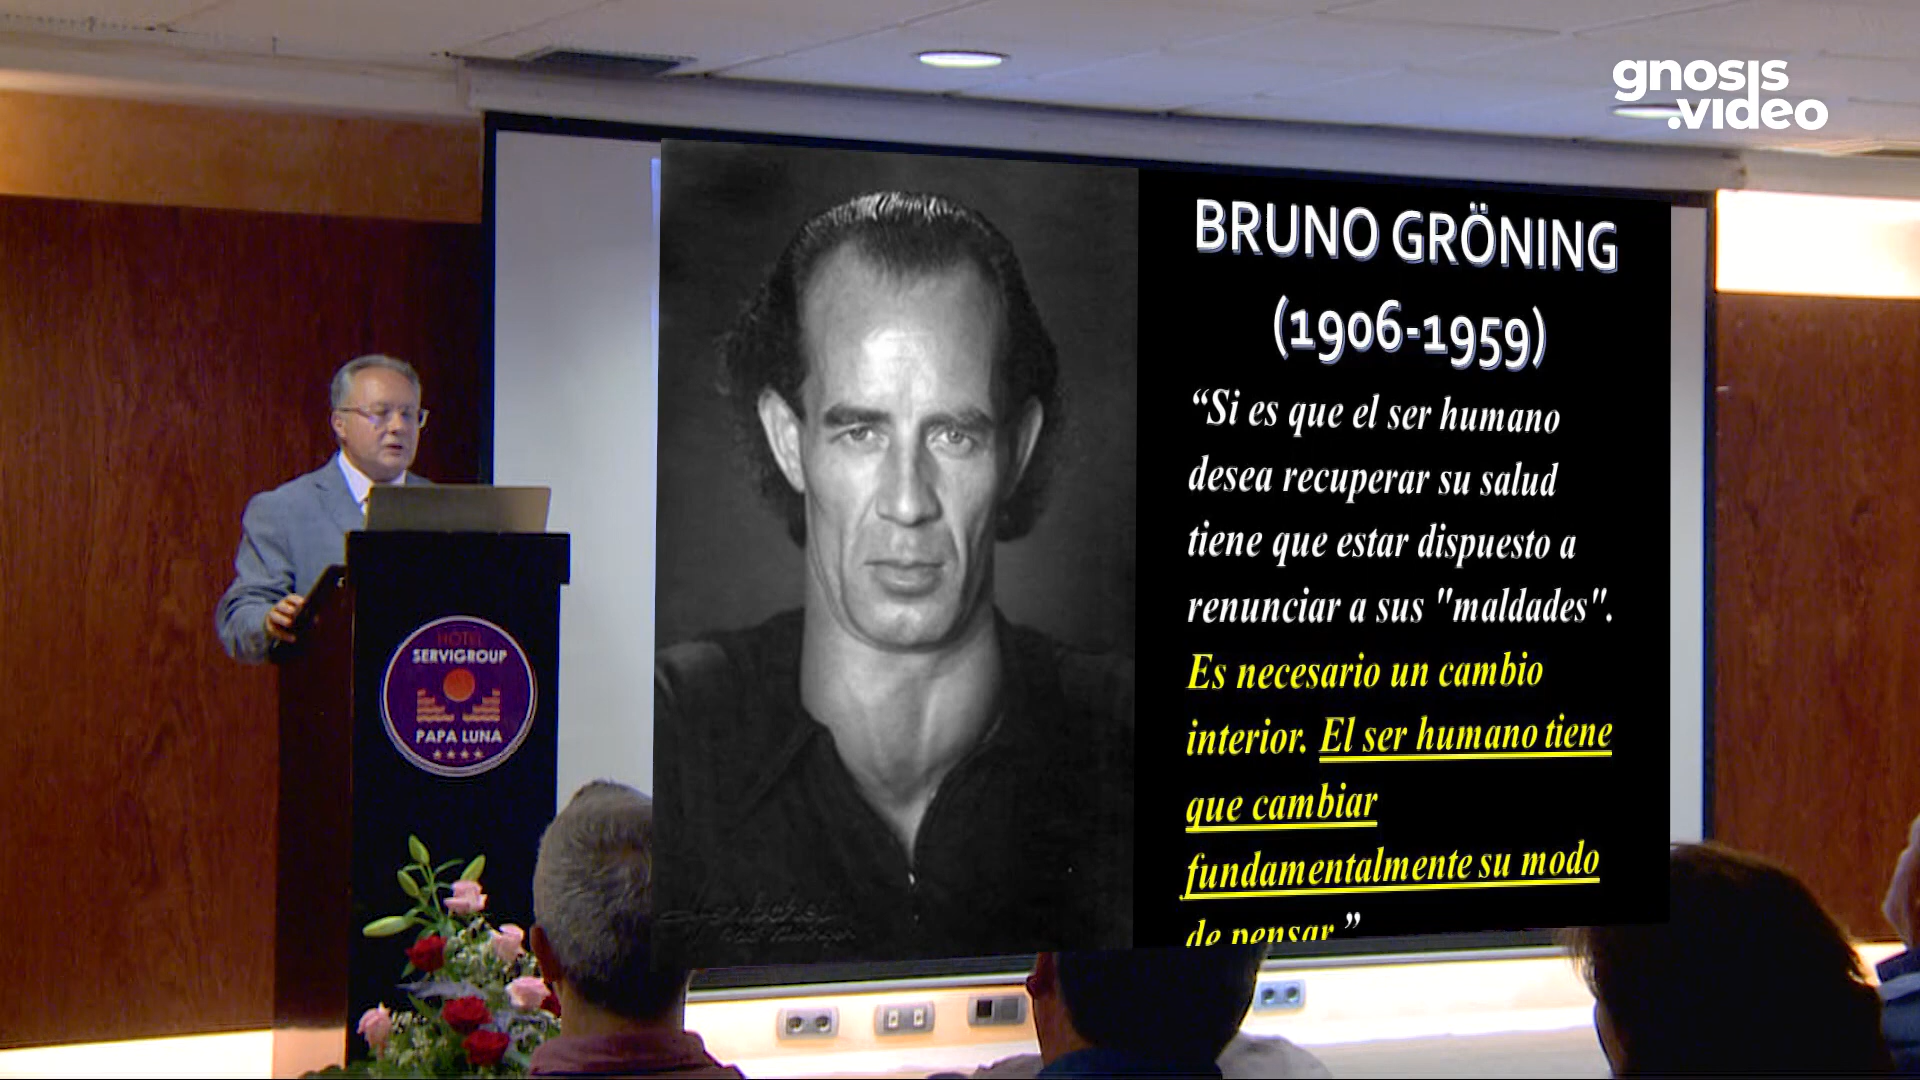 gnosis
.video
BRUNO GRÖNING
(1906-1959)
“Si es que el ser humano
desea recuperar su salud
tiene que estar dispuesto a
renunciar a sus "maldades".
Es necesario un cambio
interior. El ser humano tiene
que cambiar
fundamentalmente su modo
de pensar.”
HOTEL
SERVIGROUP
PAPA LUNA